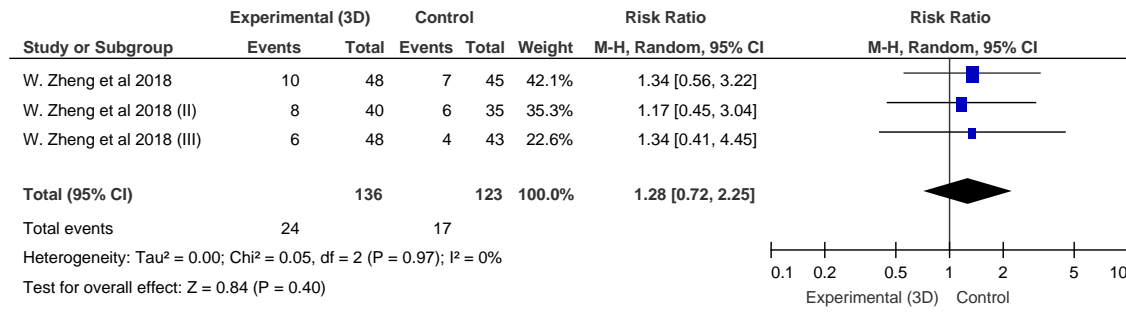 Experimental (3D) Control Risk Ratio Risk Ratio
Study or Subgroup Events Total Events Total Weight M-H, Random, 95% CI M-H, Random, 95% CI
W. Zheng et al 2018 10 48 7 45 42.1% 1.34 [0.56, 3.22]
W. Zheng et al 2018 (II) 8 40 6 35 35.3% 1.17 [0.45, 3.04]
W. Zheng et al 2018 (III) 6 48 4 43 22.6% 1.34 [0.41, 4.45]
Total (95% CI) 136 123 100.0% 1.28 [0.72, 2.25]
Total events 24 17
Heterogeneity: Tau² = 0.00; Chi² = 0.05, df = 2 (P = 0.97); I² = 0%
Test for overall effect: Z = 0.84 (P = 0.40)
0.1 0.2 0.5 1 2 5 10
Experimental (3D) Control